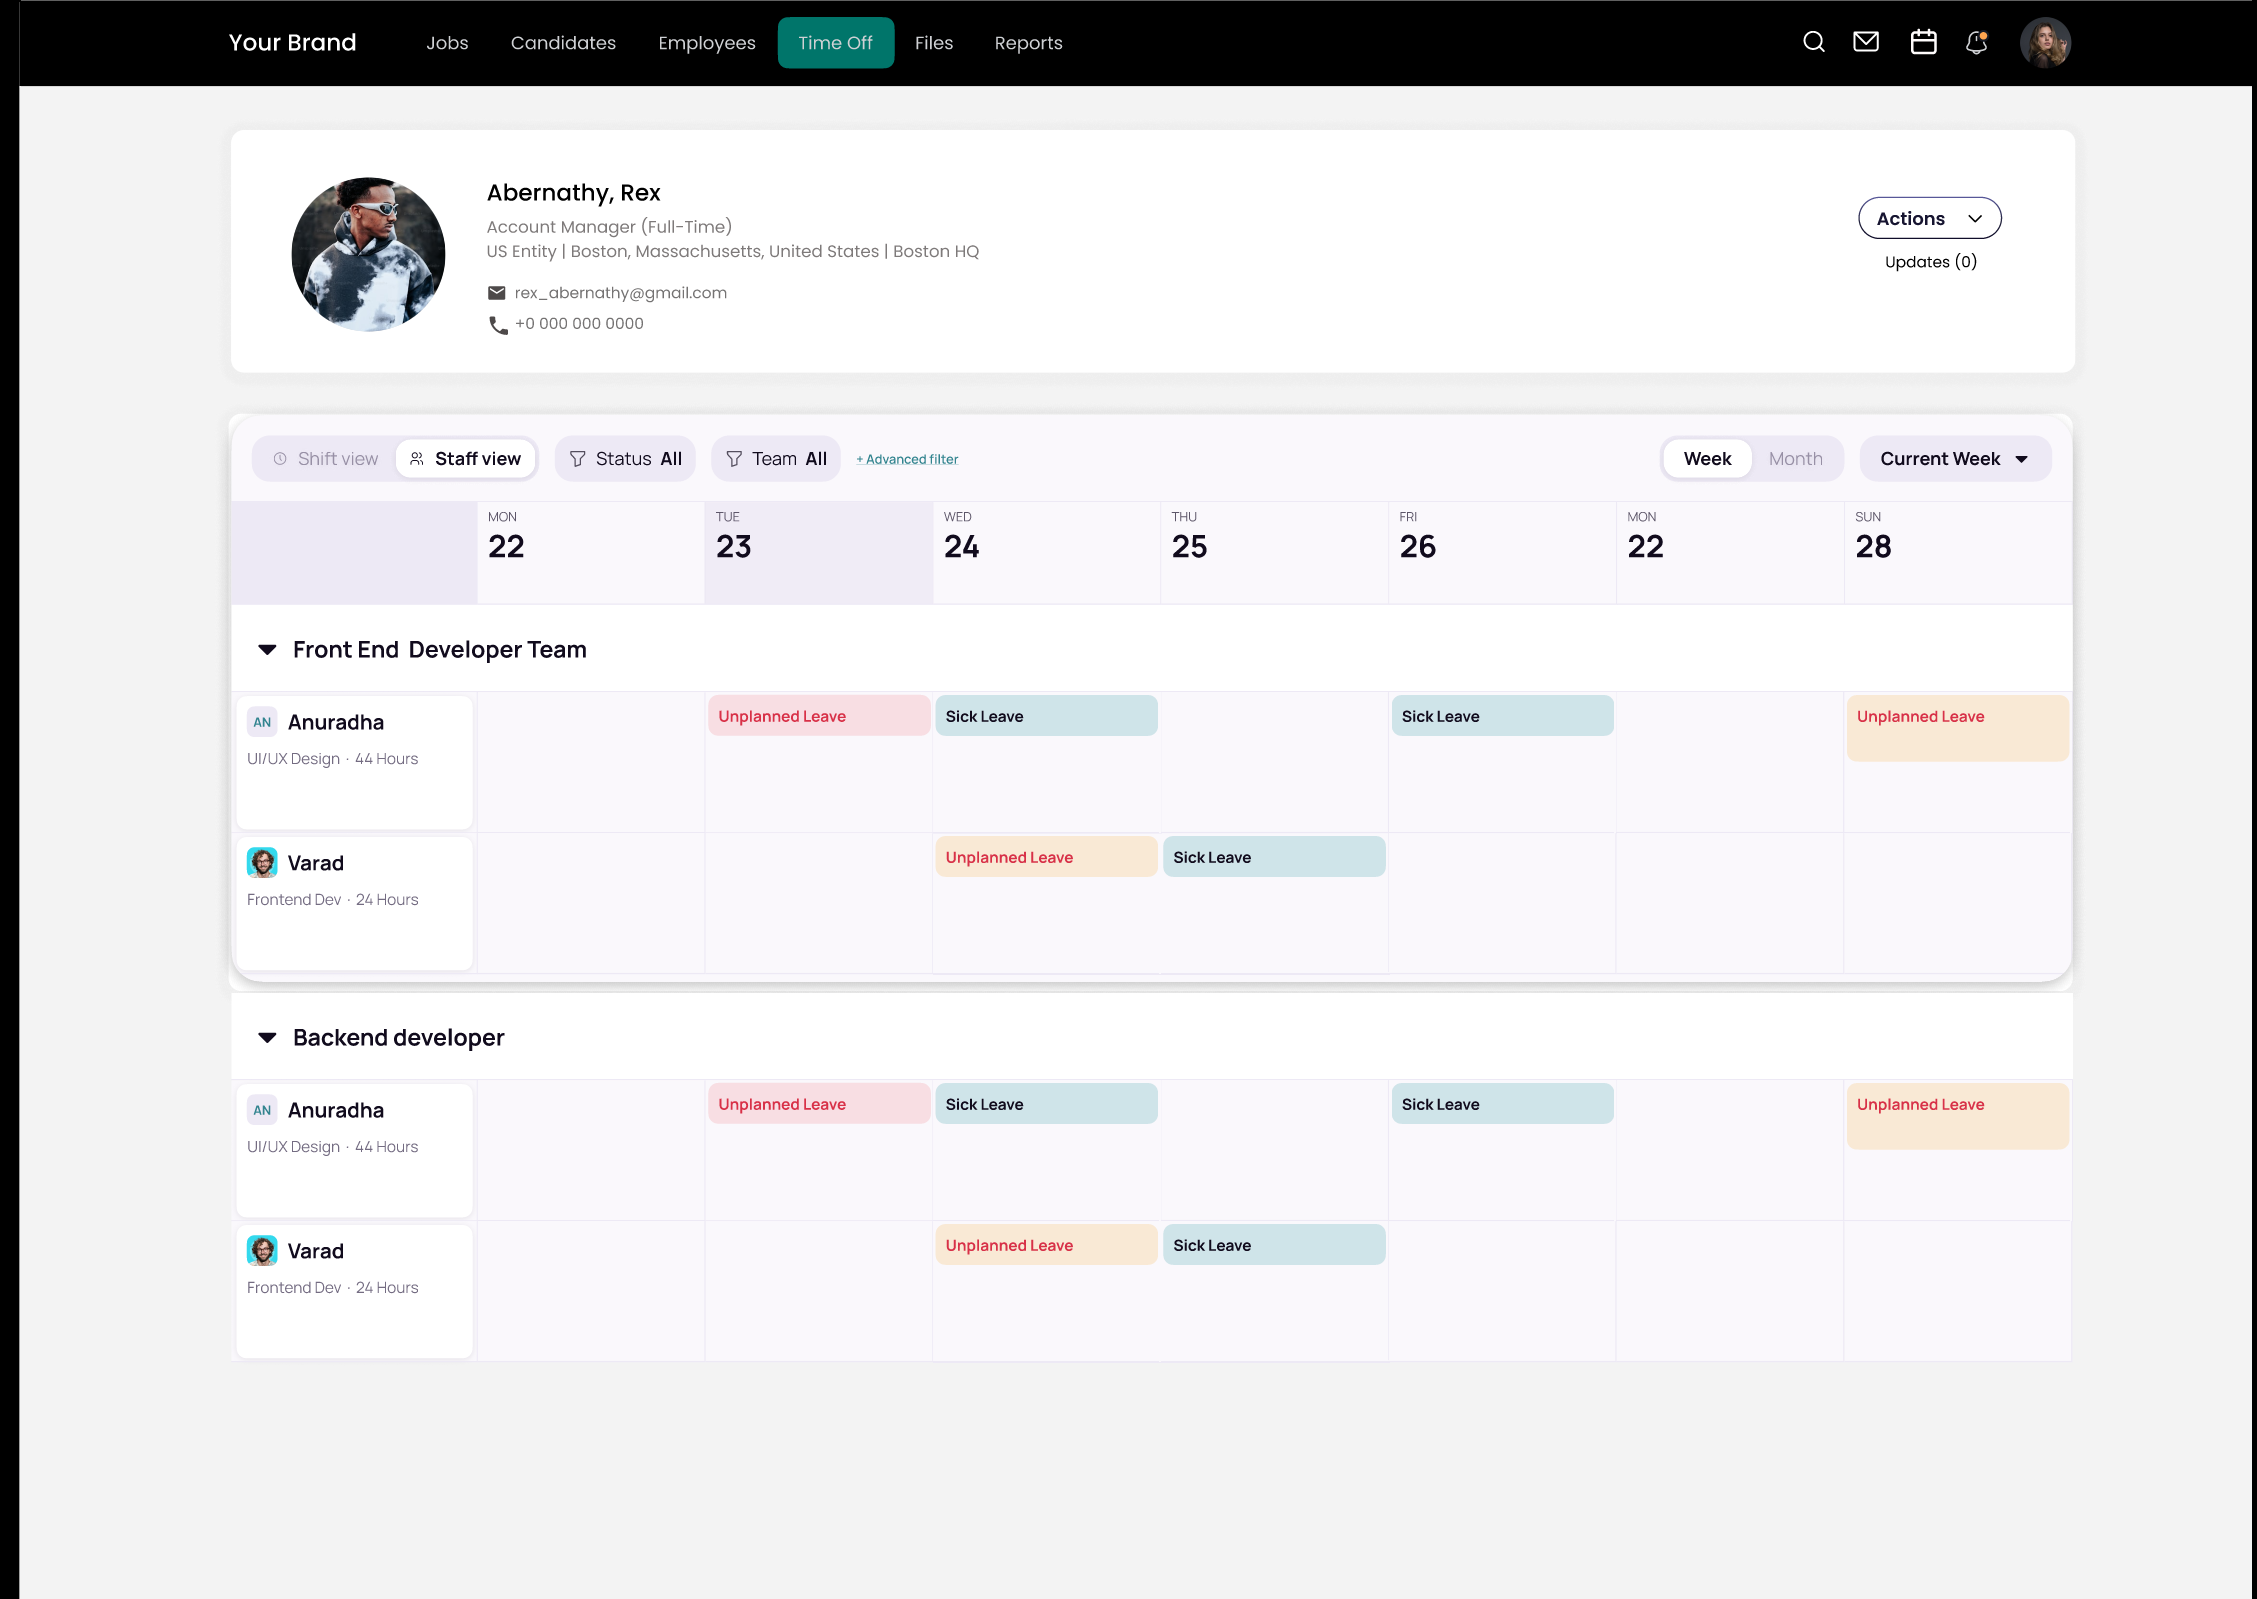 Your Brand Jobs Candidates Employees Time Off Files Reports
Abernathy, Rex
Account Manager (Full-Time)
US Entity | Boston, Massachusetts, United States | Boston HQ
rex_abernathy@gmail.com
+0 000 000 0000
Actions
Updates (0)
Shift view Staff view Status All Team All + Advanced filter Week Month Current Week
MON TUE WED THU FRI MON SUN
22 23 24 25 26 22 28
Front End Developer Team
AN Anuradha Unplanned Leave Sick Leave Sick Leave Unplanned Leave
UI/UX Design · 44 Hours
Varad Unplanned Leave Sick Leave
Frontend Dev · 24 Hours
Backend developer
AN Anuradha Unplanned Leave Sick Leave Sick Leave Unplanned Leave
UI/UX Design · 44 Hours
Varad Unplanned Leave Sick Leave
Frontend Dev · 24 Hours